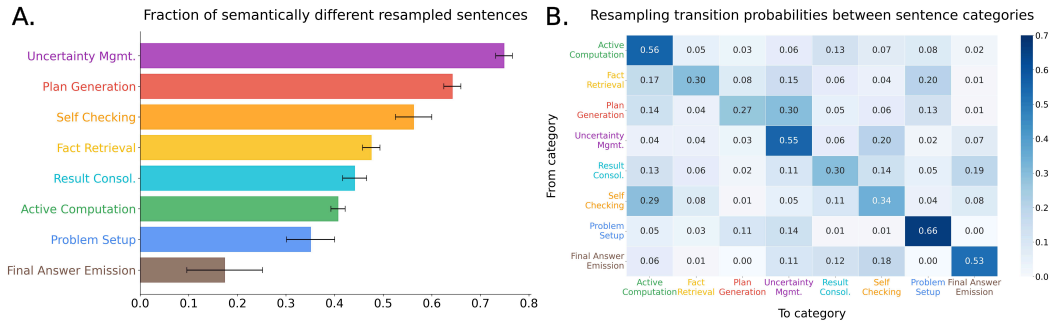 A.
Fraction of semantically different resampled sentences
Uncertainty Mgmt.
Plan Generation
Self Checking
Fact Retrieval
Result Consol.
Active Computation
Problem Setup
Final Answer Emission
0.0 0.1 0.2 0.3 0.4 0.5 0.6 0.7 0.8
B.
Resampling transition probabilities between sentence categories
From category
Active
Computation
0.56 0.05 0.03 0.06 0.13 0.07 0.08 0.02
Fact
Retrieval
0.17 0.30 0.08 0.15 0.06 0.04 0.20 0.01
Plan
Generation
0.14 0.04 0.27 0.30 0.05 0.06 0.13 0.01
Uncertainty
Mgmt.
0.04 0.04 0.03 0.55 0.06 0.20 0.02 0.07
Result
Consol.
0.13 0.06 0.02 0.11 0.30 0.14 0.05 0.19
Self
Checking
0.29 0.08 0.01 0.05 0.11 0.34 0.04 0.08
Problem
Setup
0.05 0.03 0.11 0.14 0.01 0.01 0.66 0.00
Final Answer
Emission
0.06 0.01 0.00 0.11 0.12 0.18 0.00 0.53
Active Fact Plan Uncertainty Result Self Problem Final Answer
Computation Retrieval Generation Mgmt. Consol. Checking Setup Emission
To category
0.7
0.6
0.5
0.4
0.3
0.2
0.1
0.0